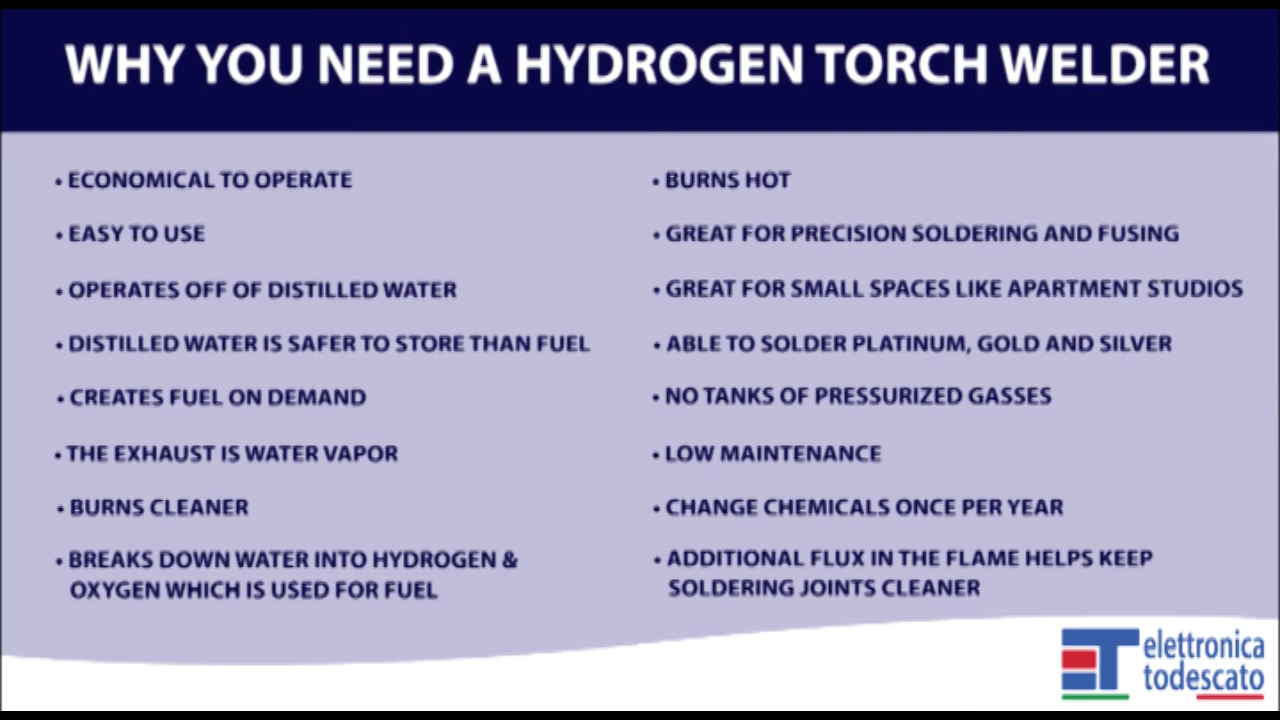 WHY YOU NEED A HYDROGEN TORCH WELDER
• ECONOMICAL TO OPERATE
• EASY TO USE
• OPERATES OFF OF DISTILLED WATER
• DISTILLED WATER IS SAFER TO STORE THAN FUEL
• CREATES FUEL ON DEMAND
• THE EXHAUST IS WATER VAPOR
• BURNS CLEANER
• BREAKS DOWN WATER INTO HYDROGEN &
OXYGEN WHICH IS USED FOR FUEL
• BURNS HOT
• GREAT FOR PRECISION SOLDERING AND FUSING
• GREAT FOR SMALL SPACES LIKE APARTMENT STUDIOS
• ABLE TO SOLDER PLATINUM, GOLD AND SILVER
• NO TANKS OF PRESSURIZED GASSES
• LOW MAINTENANCE
• CHANGE CHEMICALS ONCE PER YEAR
• ADDITIONAL FLUX IN THE FLAME HELPS KEEP
SOLDERING JOINTS CLEANER
ET elettronica
todescato